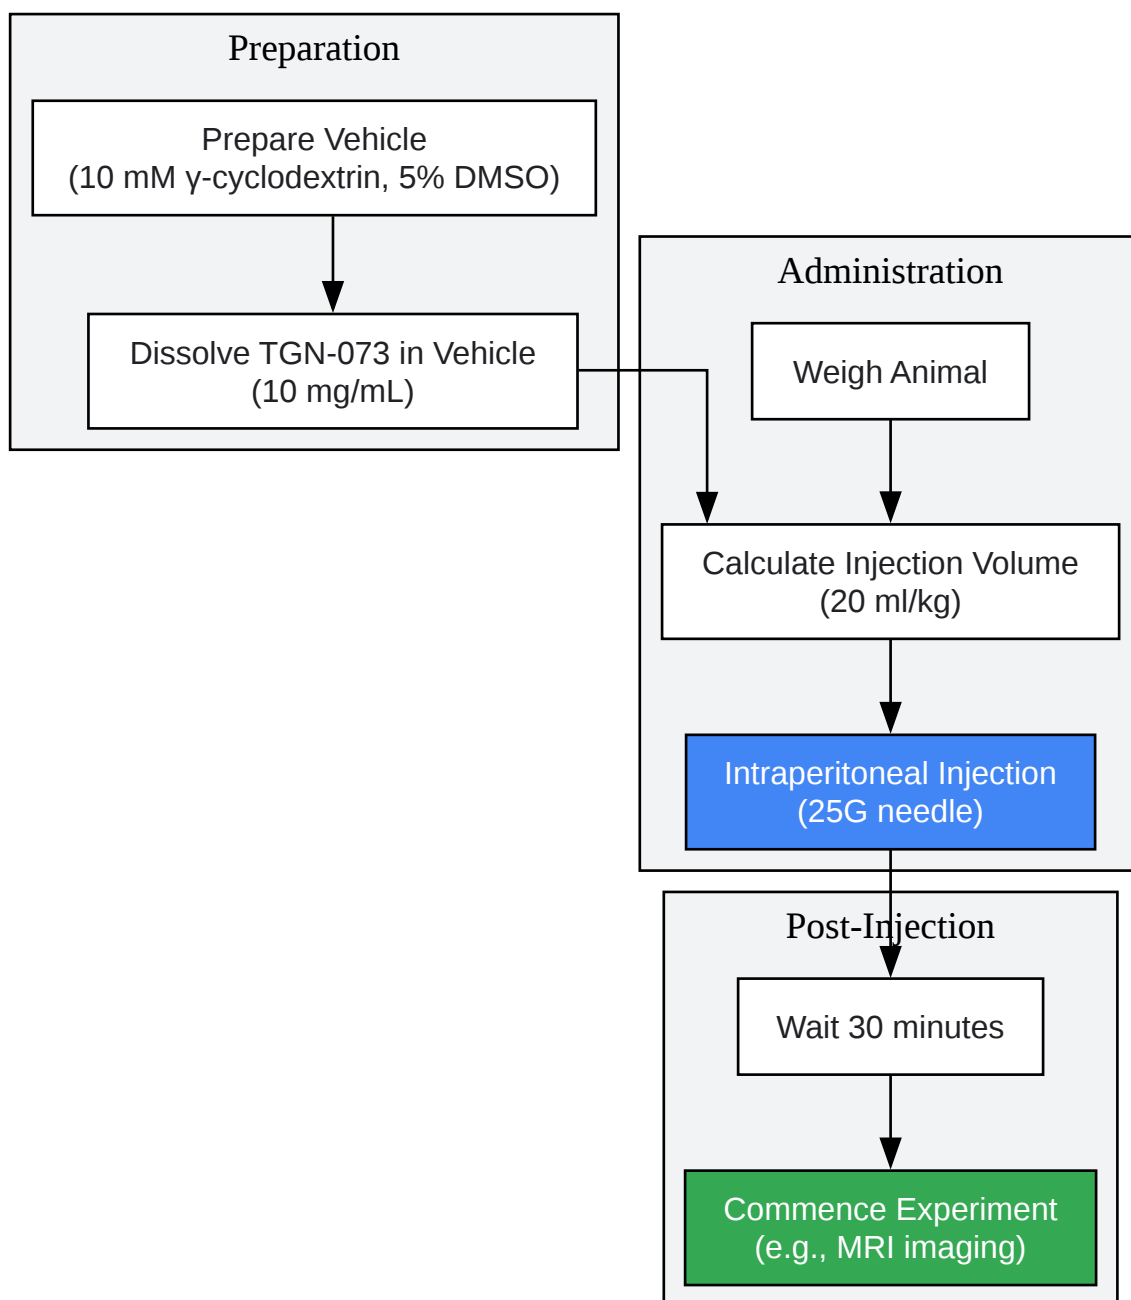 Preparation
Prepare Vehicle
(10 mM γ-cyclodextrin, 5% DMSO)
Dissolve TGN-073 in Vehicle
(10 mg/mL)
Administration
Weigh Animal
Calculate Injection Volume
(20 ml/kg)
Intraperitoneal Injection
(25G needle)
Post-Injection
Wait 30 minutes
Commence Experiment
(e.g., MRI imaging)